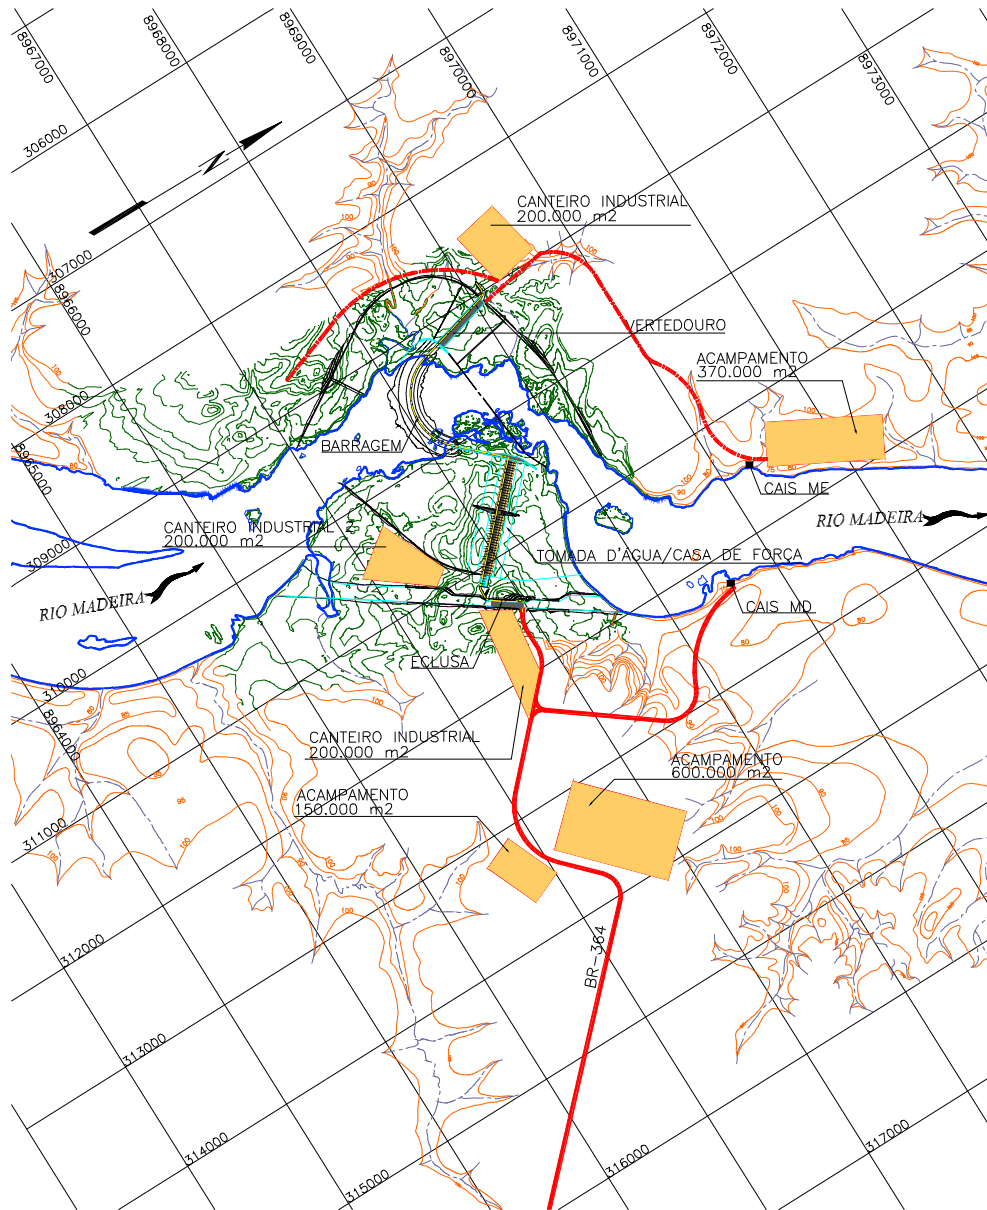 8967000
8968000
8969000
8970000
8971000
8972000
8973000
306000
N
307000
8966000
CANTEIRO INDUSTRIAL
200.000 m2
VERTEDOURO
ACAMPAMENTO
370.000 m2
308000
8965000
BARRAGEM
CAIS ME
RIO MADEIRA
CANTEIRO INDUSTRIAL 2
200.000 m2
TOMADA D'ÁGUA/CASA DE FORÇA
309000
RIO MADEIRA
CAIS MD
ECLUSA
310000
8964000
CANTEIRO INDUSTRIAL
200.000 m2
ACAMPAMENTO
600.000 m2
ACAMPAMENTO
150.000 m2
311000
312000
BR-364
313000
314000
315000
316000
317000